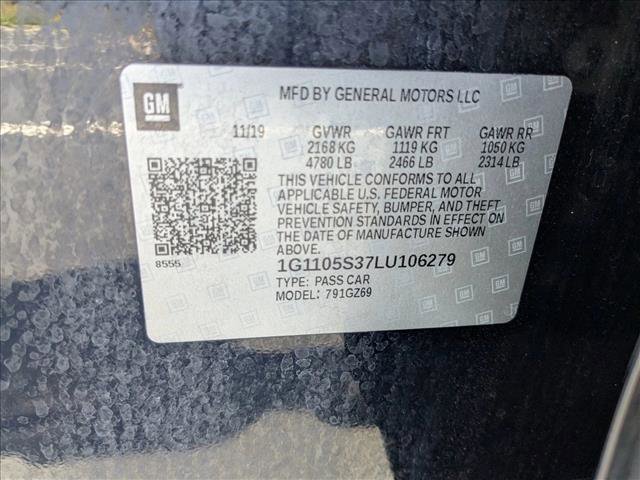 GM
MFD BY GENERAL MOTORS LLC
11/19 GVWR GAWR FRT GAWR RR
2168 KG 1119 KG 1050 KG
4780 LB 2466 LB 2314 LB
THIS VEHICLE CONFORMS TO ALL
APPLICABLE U.S. FEDERAL MOTOR
VEHICLE SAFETY, BUMPER, AND THEFT
PREVENTION STANDARDS IN EFFECT ON
THE DATE OF MANUFACTURE SHOWN
ABOVE.
8555
1G1105S37LU106279
TYPE: PASS CAR
MODEL: 791GZ69